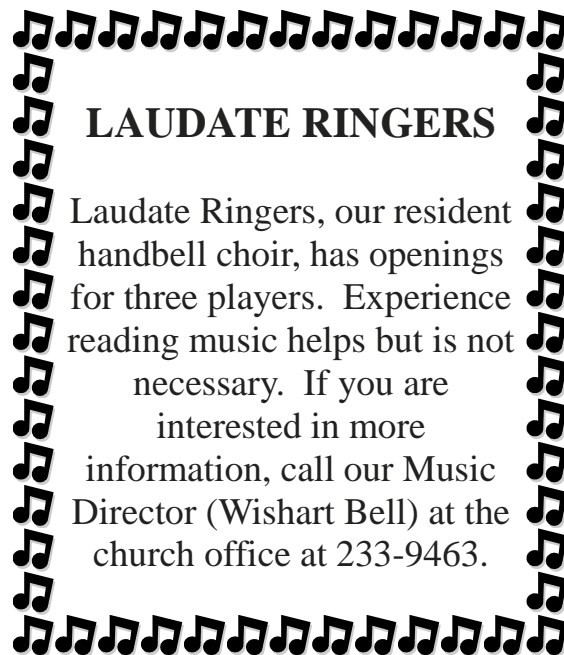 LAUDATE RINGERS
Laudate Ringers, our resident
handbell choir, has openings
for three players.  Experience
reading music helps but is not
necessary.  If you are
interested in more
information, call our Music
Director (Wishart Bell) at the
church office at 233-9463.